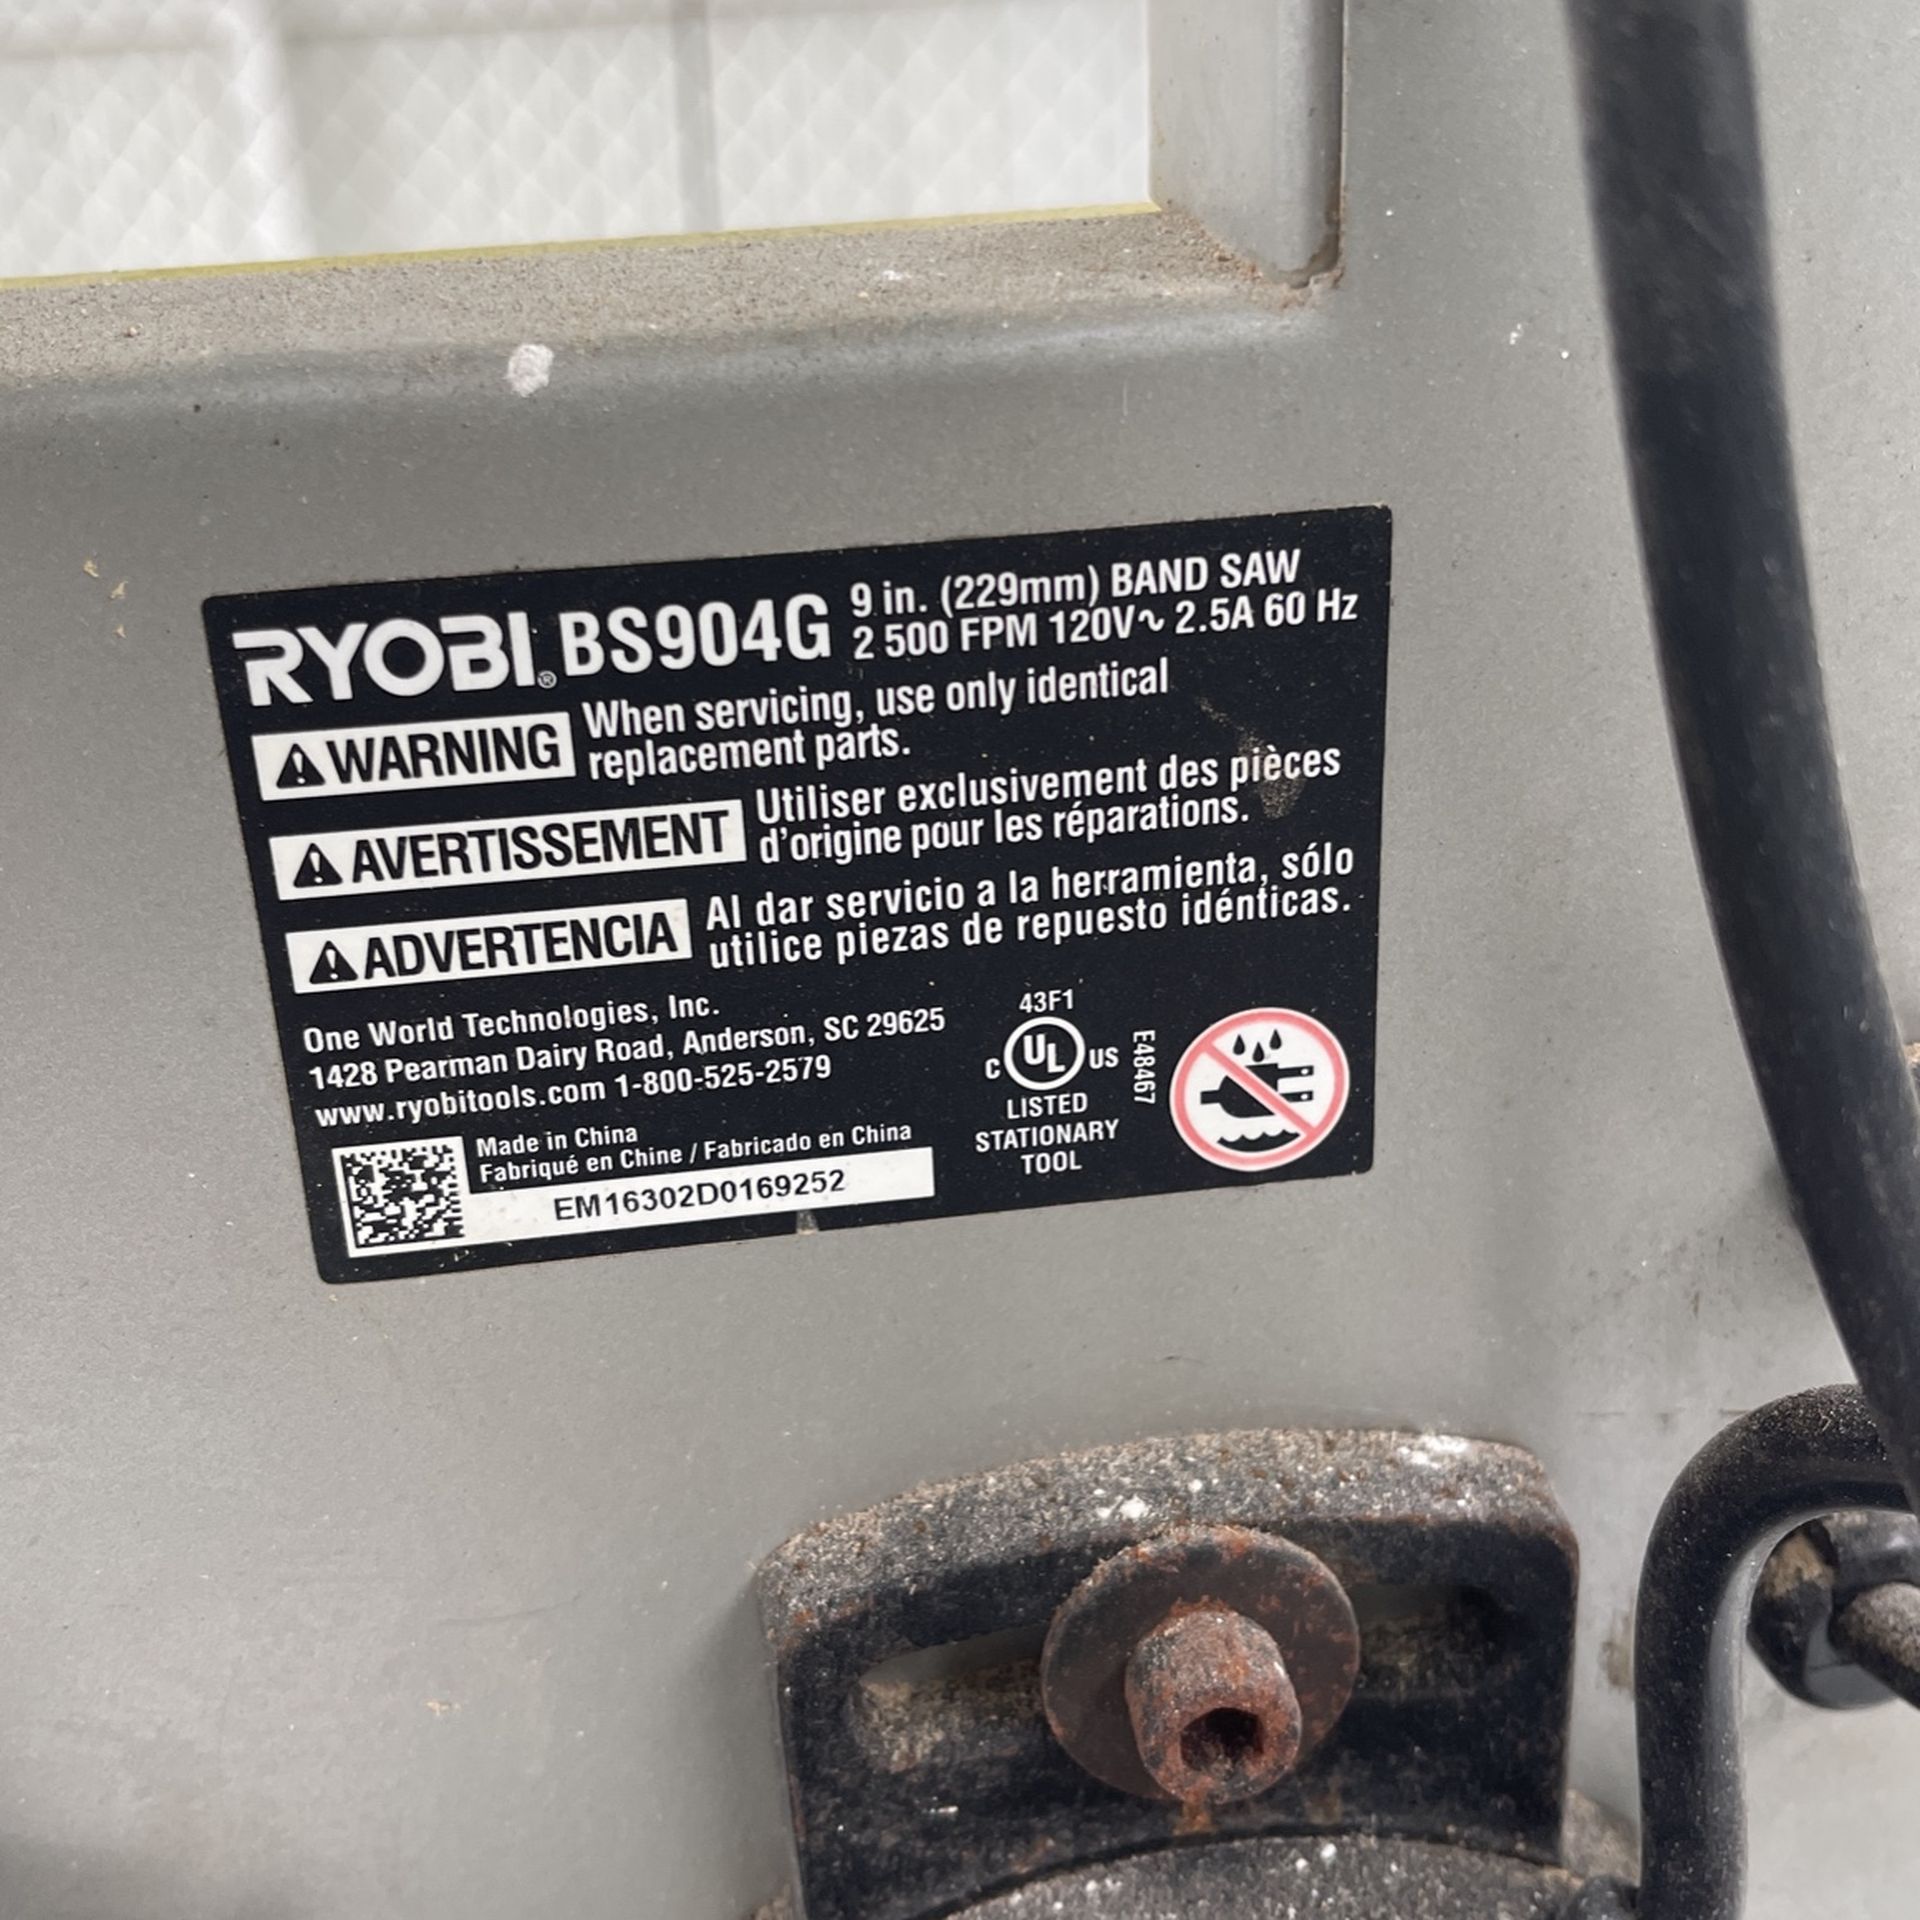 RYOBI® BS904G 9 in. (229mm) BAND SAW
2 500 FPM 120V~ 2.5A 60 Hz
⚠ WARNING When servicing, use only identical
replacement parts.
⚠ AVERTISSEMENT Utiliser exclusivement des pièces
d'origine pour les réparations.
⚠ ADVERTENCIA Al dar servicio a la herramienta, sólo
utilice piezas de repuesto idénticas.
One World Technologies, Inc.
1428 Pearman Dairy Road, Anderson, SC 29625
www.ryobitools.com 1-800-525-2579
Made in China
Fabriqué en Chine / Fabricado en China
EM16302D0169252
43F1
C UL US
LISTED
STATIONARY
TOOL
E48467